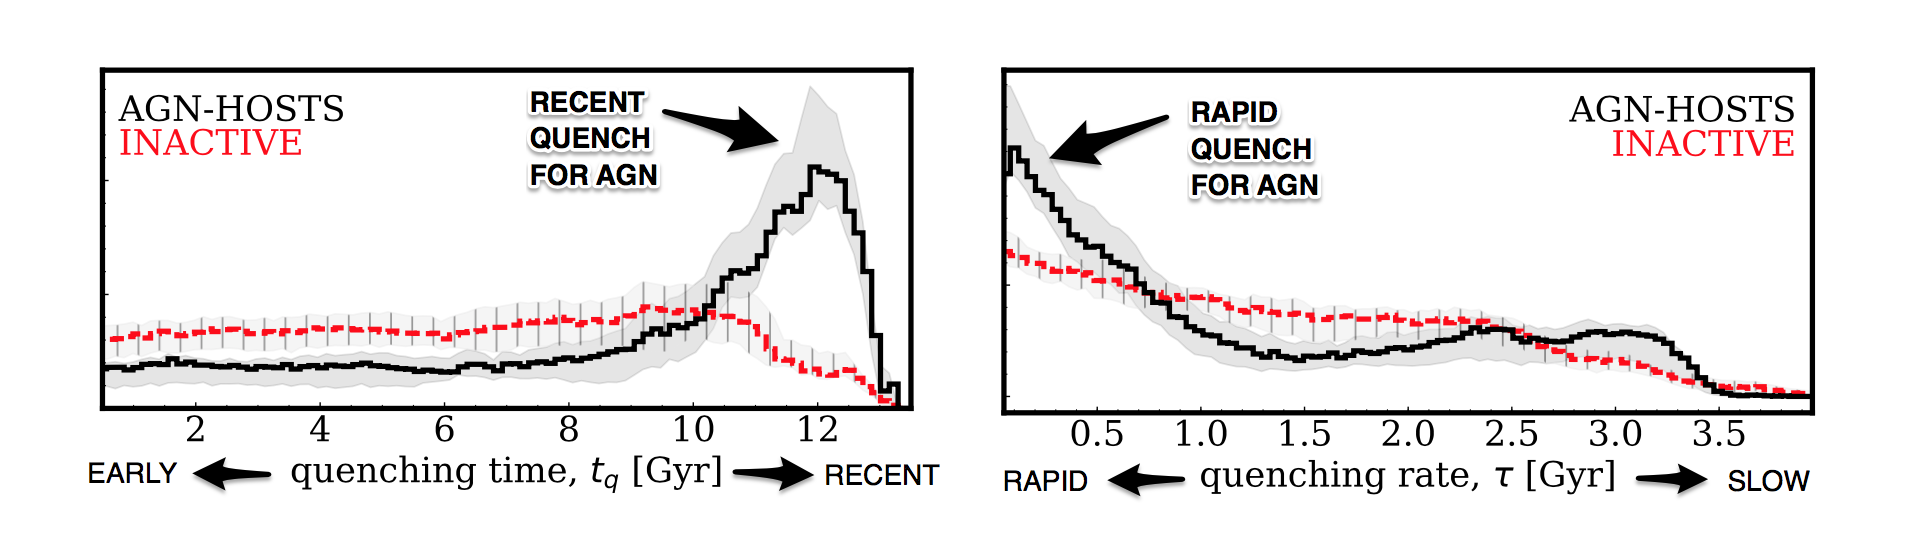 AGN-HOSTS
INACTIVE
RECENT
QUENCH
FOR AGN
2 4 6 8 10 12
EARLY quenching time, tq [Gyr] RECENT
RAPID
QUENCH
FOR AGN
AGN-HOSTS
INACTIVE
0.5 1.0 1.5 2.0 2.5 3.0 3.5
RAPID quenching rate, τ [Gyr] SLOW